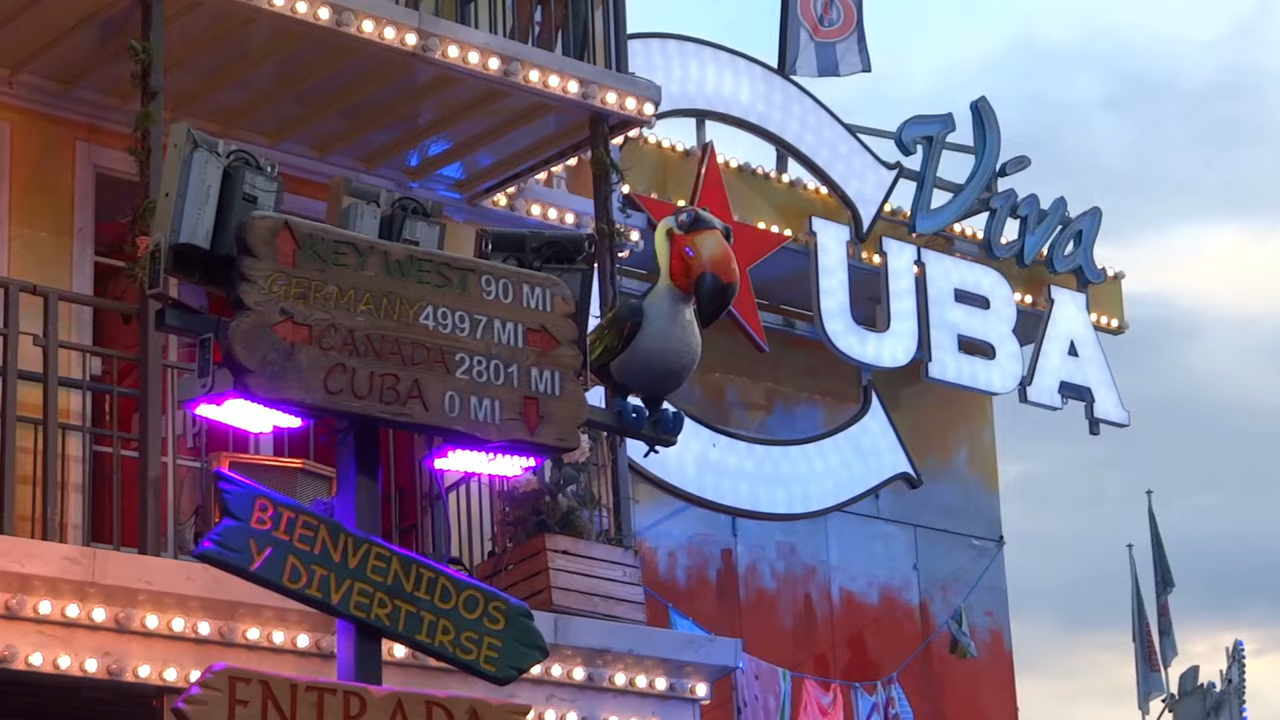 Viva
CUBA
KEY WEST 90 MI
GERMANY 4997 MI
CANADA 2801 MI
CUBA 0 MI
BIENVENIDOS
Y DIVERTIRSE
ENTRADA